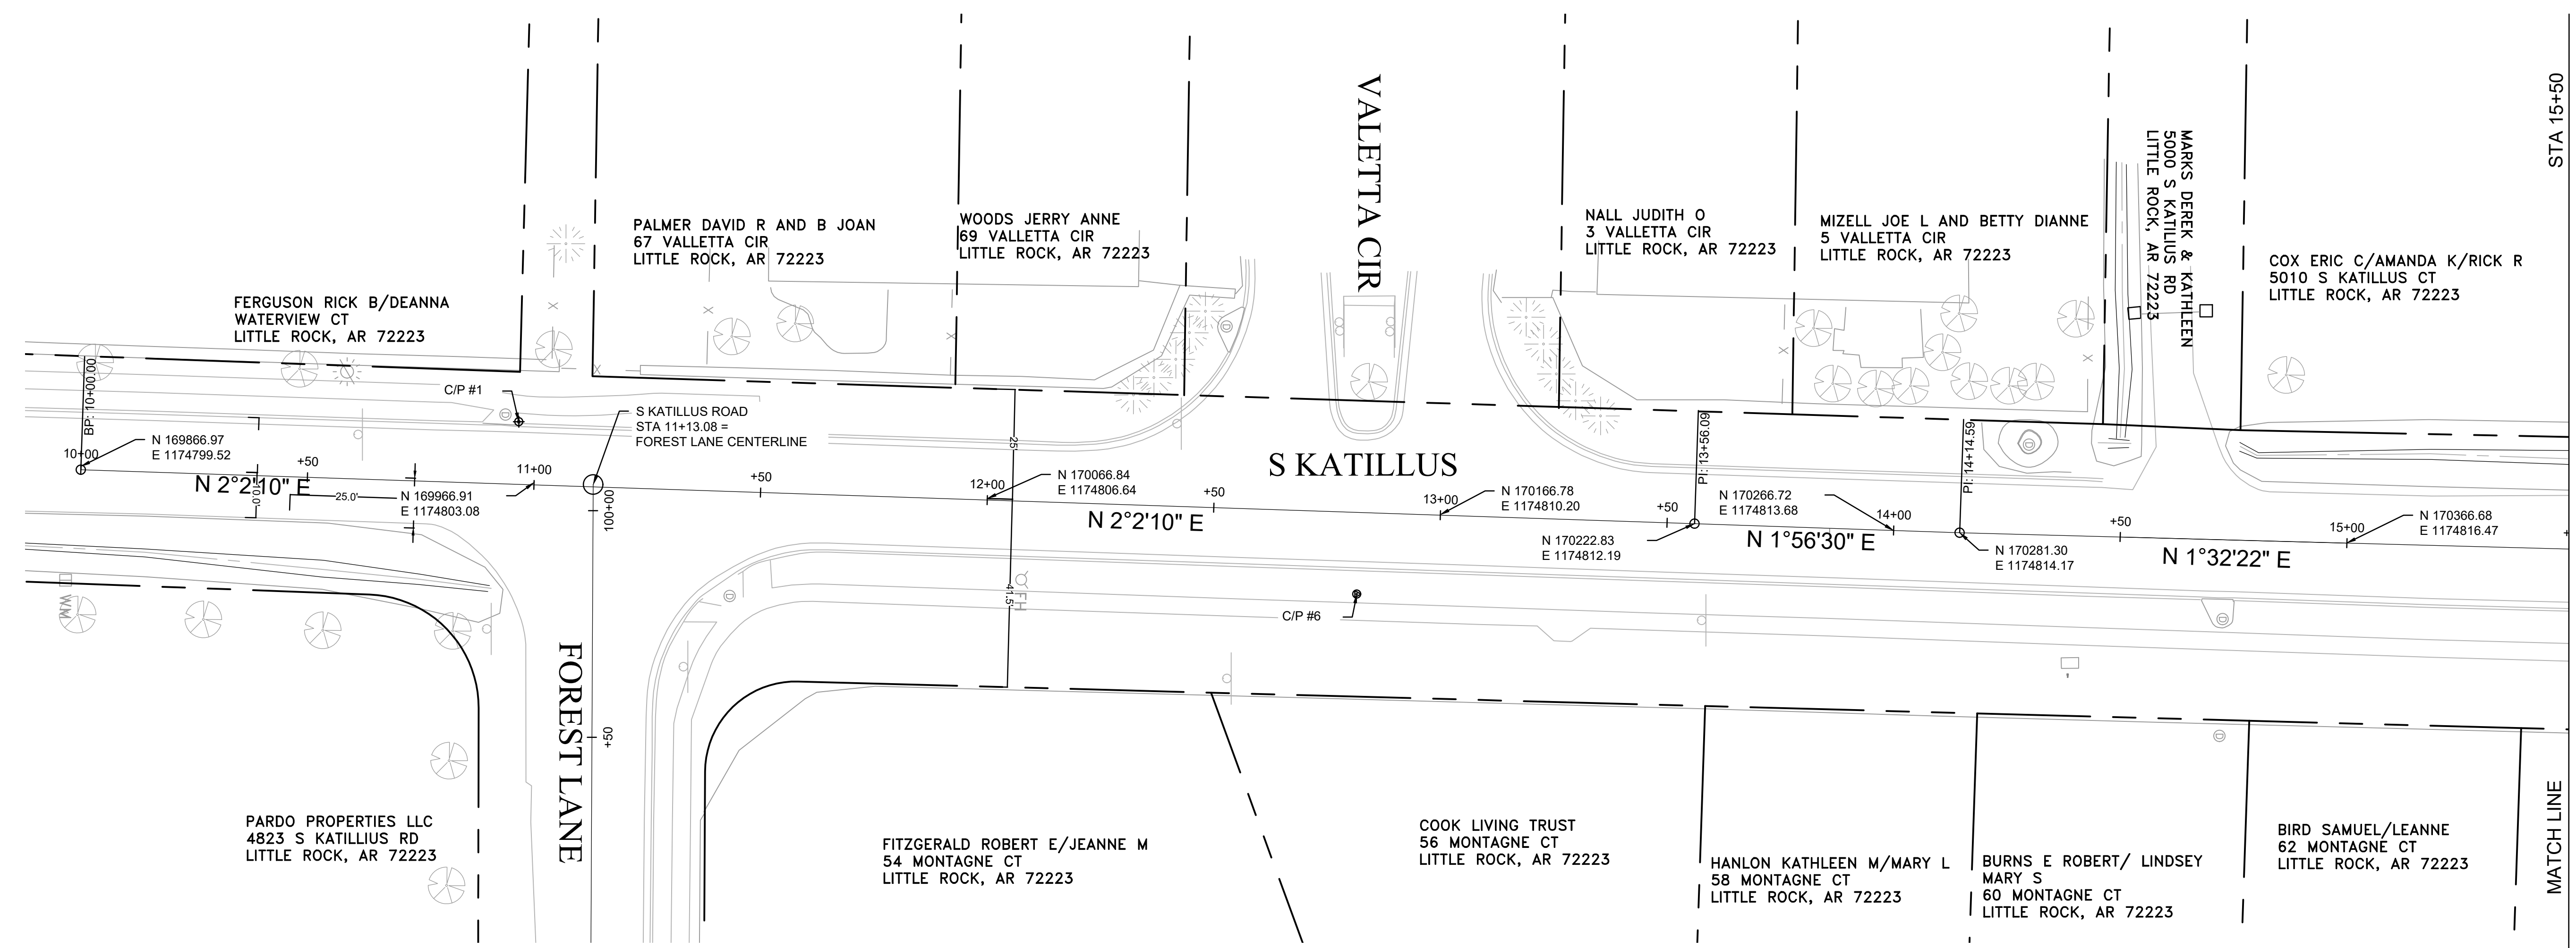 VALETTA CIR
STA 15+50
MARKS DEREK & KATHLEEN
5000 S KATILIUS RD
LITTLE ROCK, AR 72223
PALMER DAVID R AND B JOAN
67 VALLETTA CIR
LITTLE ROCK, AR 72223
WOODS JERRY ANNE
69 VALLETTA CIR
LITTLE ROCK, AR 72223
NALL JUDITH O
3 VALLETTA CIR
LITTLE ROCK, AR 72223
MIZELL JOE L AND BETTY DIANNE
5 VALLETTA CIR
LITTLE ROCK, AR 72223
COX ERIC C/AMANDA K/RICK R
5010 S KATILLUS CT
LITTLE ROCK, AR 72223
FERGUSON RICK B/DEANNA
WATERVIEW CT
LITTLE ROCK, AR 72223
BP: 10+00.00
C/P #1
S KATILLUS ROAD
STA 11+13.08 =
FOREST LANE CENTERLINE
25'
S KATILLUS
PI: 13+56.09
PI: 14+14.59
10+00
N 169866.97
E 1174799.52
+50
N 2°2'10" E
10.0'
25.0'
N 169966.91
E 1174803.08
11+00
100+00
+50
12+00
N 170066.84
E 1174806.64
+50
N 2°2'10" E
13+00
N 170166.78
E 1174810.20
+50
N 170222.83
E 1174812.19
N 170266.72
E 1174813.68
14+00
N 1°56'30" E
N 170281.30
E 1174814.17
+50
N 1°32'22" E
15+00
N 170366.68
E 1174816.47
WM
41.5'
FH
C/P #6
FOREST LANE
+50
PARDO PROPERTIES LLC
4823 S KATILLIUS RD
LITTLE ROCK, AR 72223
FITZGERALD ROBERT E/JEANNE M
54 MONTAGNE CT
LITTLE ROCK, AR 72223
COOK LIVING TRUST
56 MONTAGNE CT
LITTLE ROCK, AR 72223
HANLON KATHLEEN M/MARY L
58 MONTAGNE CT
LITTLE ROCK, AR 72223
BURNS E ROBERT/ LINDSEY
MARY S
60 MONTAGNE CT
LITTLE ROCK, AR 72223
BIRD SAMUEL/LEANNE
62 MONTAGNE CT
LITTLE ROCK, AR 72223
MATCH LINE